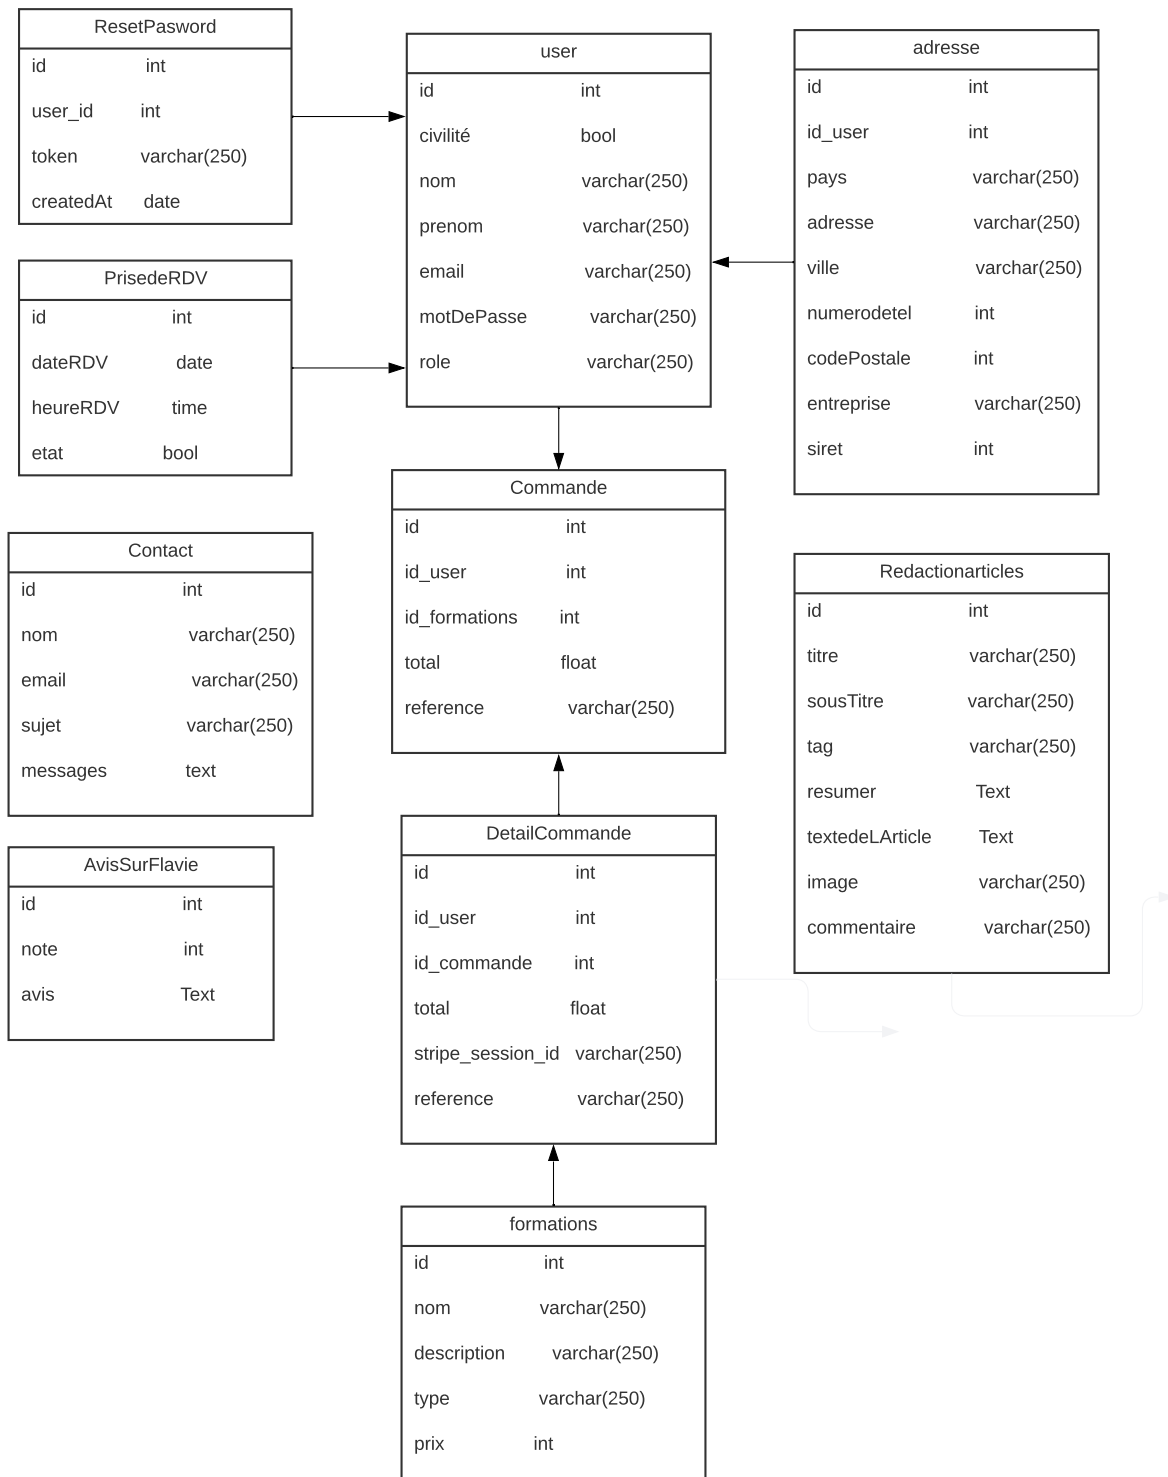 ResetPasword
id int
user_id int
token varchar(250)
createdAt date
user
id int
civilité bool
nom varchar(250)
prenom varchar(250)
email varchar(250)
motDePasse varchar(250)
role varchar(250)
adresse
id int
id_user int
pays varchar(250)
adresse varchar(250)
ville varchar(250)
numerodetel int
codePostale int
entreprise varchar(250)
siret int
PrisedeRDV
id int
dateRDV date
heureRDV time
etat bool
Commande
id int
id_user int
id_formations int
total float
reference varchar(250)
Contact
id int
nom varchar(250)
email varchar(250)
sujet varchar(250)
messages text
Redactionarticles
id int
titre varchar(250)
sousTitre varchar(250)
tag varchar(250)
resumer Text
textedeLArticle Text
image varchar(250)
commentaire varchar(250)
AvisSurFlavie
id int
note int
avis Text
DetailCommande
id int
id_user int
id_commande int
total float
stripe_session_id varchar(250)
reference varchar(250)
formations
id int
nom varchar(250)
description varchar(250)
type varchar(250)
prix int